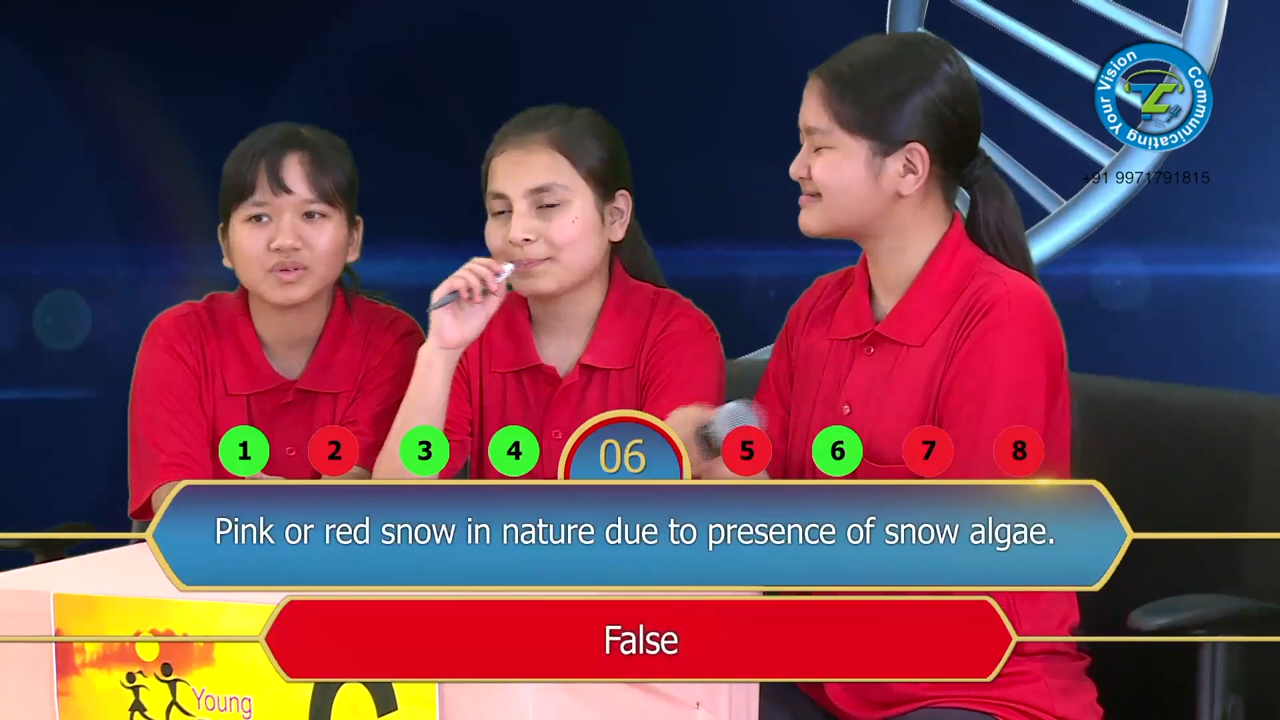 Communicating Your Vision
TC
+91 9971791815
1 2 3 4 06 5 6 7 8
Pink or red snow in nature due to presence of snow algae.
False
Young
C